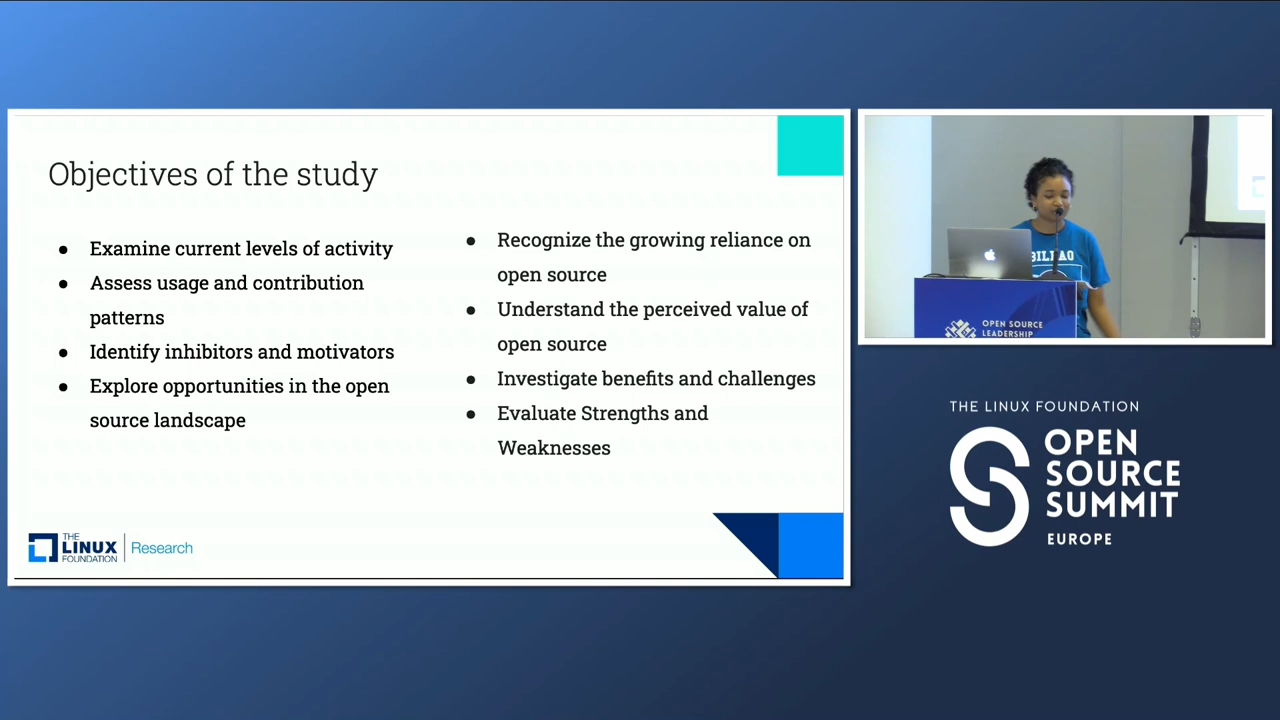 Objectives of the study
● Examine current levels of activity
● Assess usage and contribution
patterns
● Identify inhibitors and motivators
● Explore opportunities in the open
source landscape
● Recognize the growing reliance on
open source
● Understand the perceived value of
open source
● Investigate benefits and challenges
● Evaluate Strengths and
Weaknesses
THE
LINUX
FOUNDATION
Research
BILBAO
OPEN SOURCE
LEADERSHIP
THE LINUX FOUNDATION
OPEN
SOURCE
SUMMIT
EUROPE